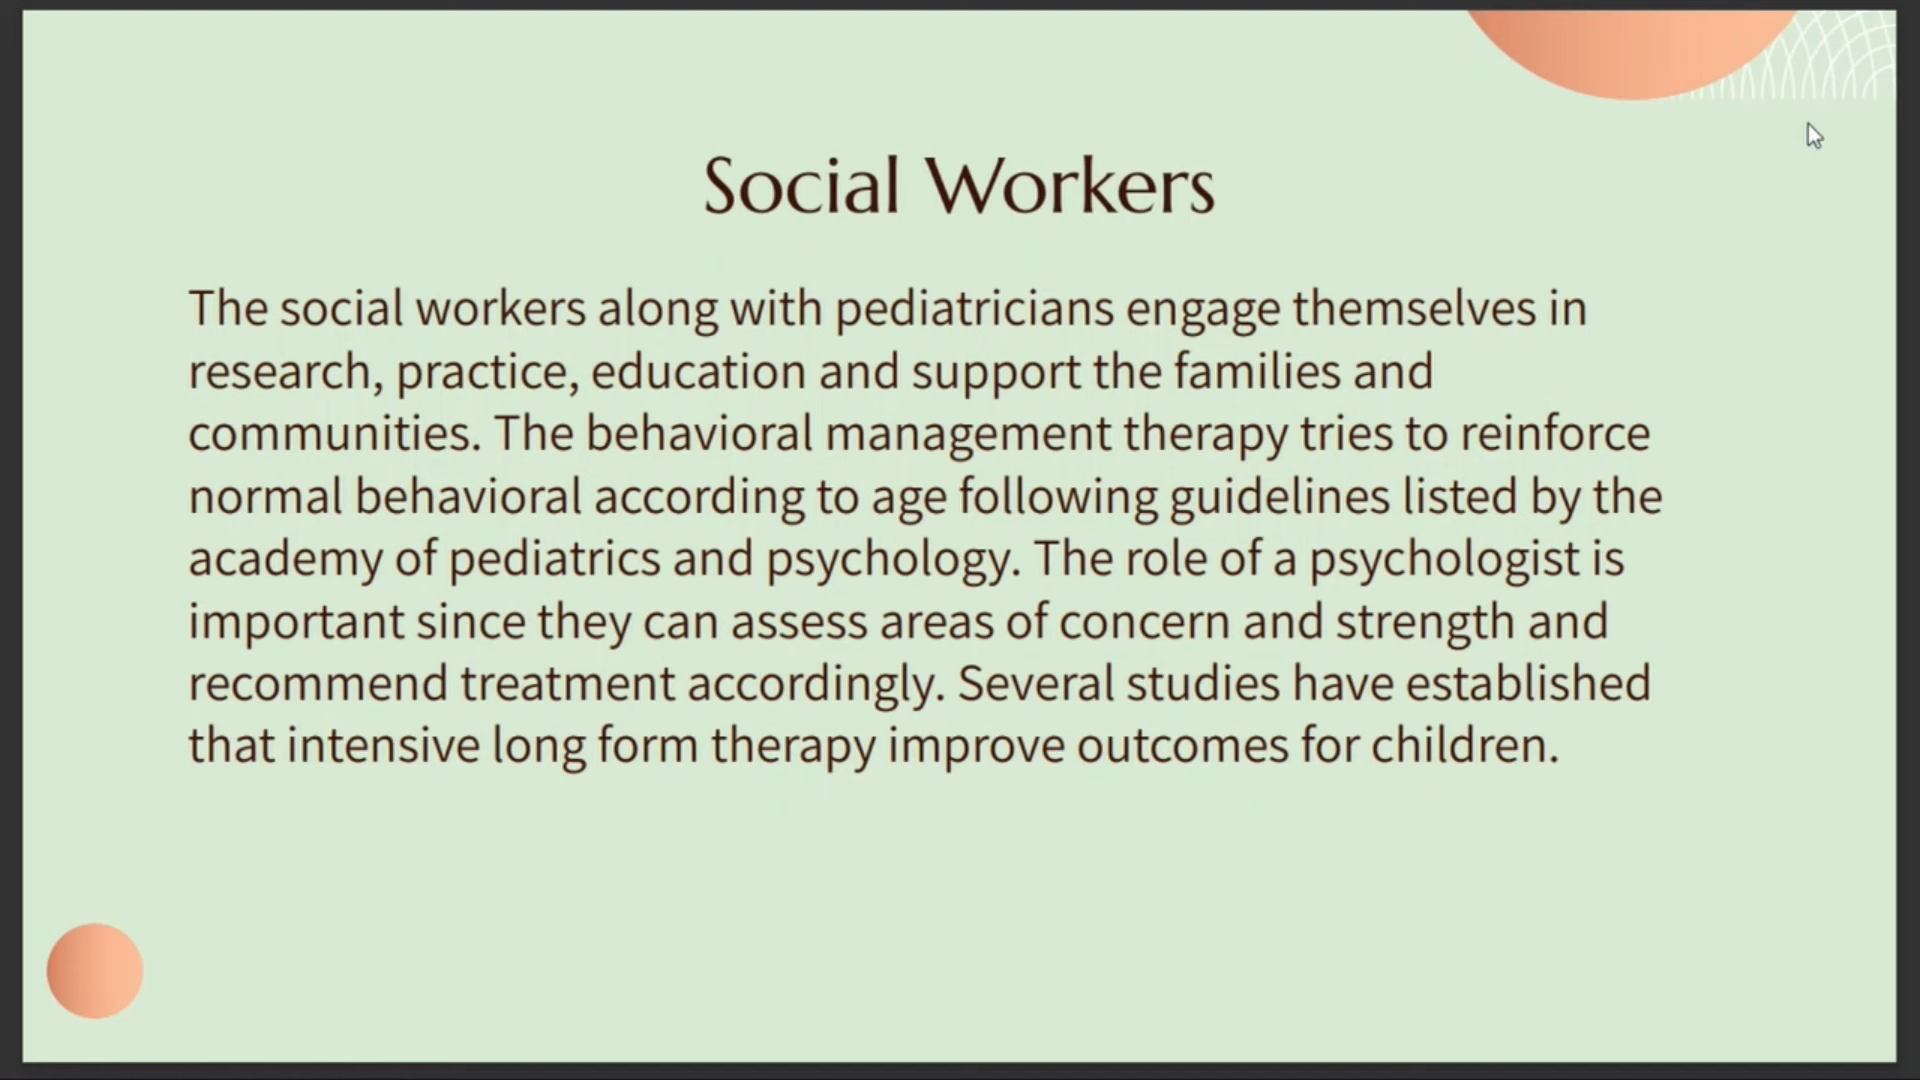 Social Workers
The social workers along with pediatricians engage themselves in
research, practice, education and support the families and
communities. The behavioral management therapy tries to reinforce
normal behavioral according to age following guidelines listed by the
academy of pediatrics and psychology. The role of a psychologist is
important since they can assess areas of concern and strength and
recommend treatment accordingly. Several studies have established
that intensive long form therapy improve outcomes for children.